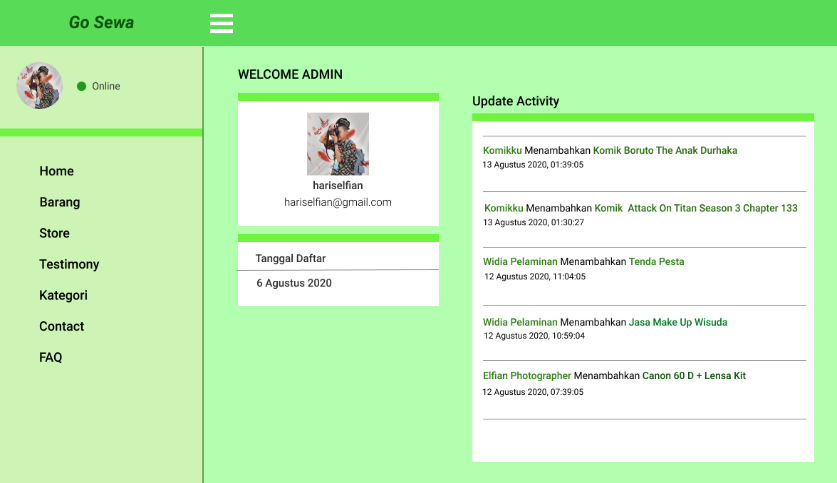 Go Sewa
Online
Home
Barang
Store
Testimony
Kategori
Contact
FAQ
WELCOME ADMIN
hariselfian
hariselfian@gmail.com
Tanggal Daftar
6 Agustus 2020
Update Activity
Komikku Menambahkan Komik Boruto The Anak Durhaka
13 Agustus 2020, 01:39:05
Komikku Menambahkan Komik Attack On Titan Season 3 Chapter 133
13 Agustus 2020, 01:30:27
Widia Pelaminan Menambahkan Tenda Pesta
12 Agustus 2020, 11:04:05
Widia Pelaminan Menambahkan Jasa Make Up Wisuda
12 Agustus 2020, 10:59:04
Elfian Photographer Menambahkan Canon 60 D + Lensa Kit
12 Agustus 2020, 07:39:05